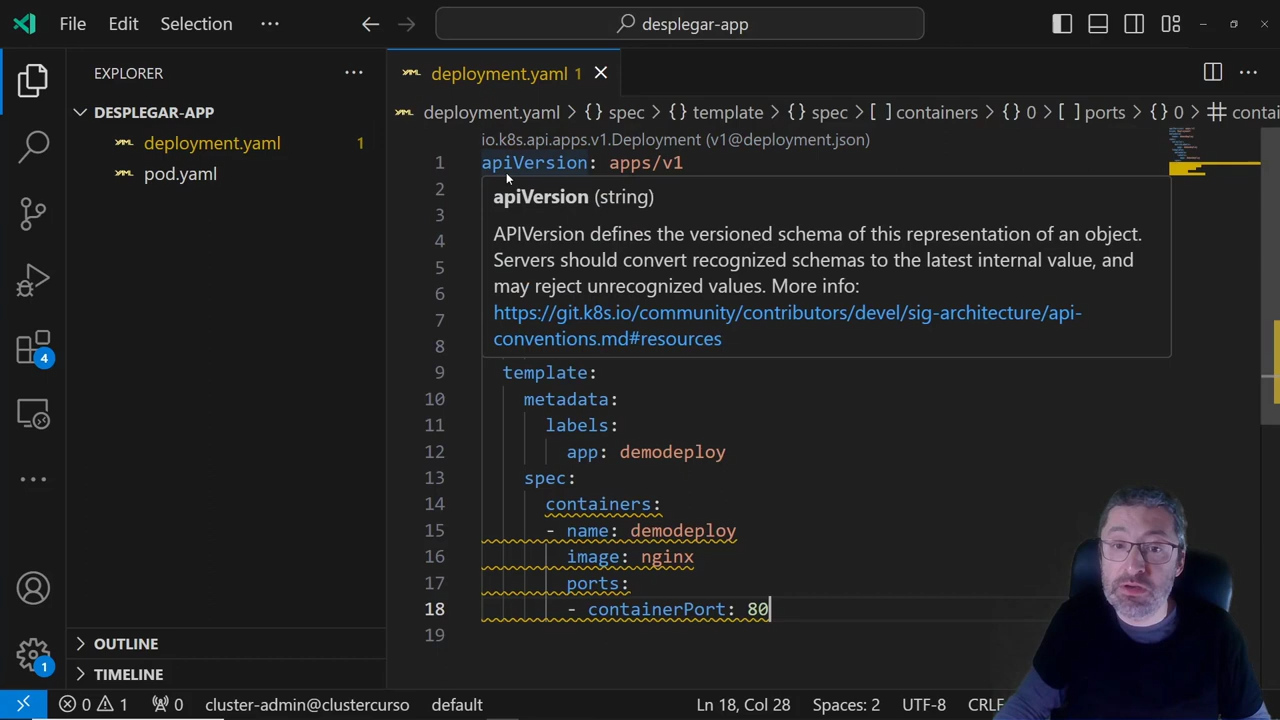 File Edit Selection ··· desplegar-app
EXPLORER ···
DESPLEGAR-APP
deployment.yaml 1
pod.yaml
OUTLINE
TIMELINE
4
1
deployment.yaml 1
deployment.yaml > {} spec > {} template > {} spec > [ ] containers > {} 0 > [ ] ports > {} 0 > # conta
io.k8s.api.apps.v1.Deployment (v1@deployment.json)
1 apiVersion: apps/v1
2
3
4
5
6
7
8
apiVersion (string)
APIVersion defines the versioned schema of this representation of an object.
Servers should convert recognized schemas to the latest internal value, and
may reject unrecognized values. More info:
https://git.k8s.io/community/contributors/devel/sig-architecture/api-
conventions.md#resources
9 template:
10 metadata:
11 labels:
12 app: demodeploy
13 spec:
14 containers:
15 - name: demodeploy
16 image: nginx
17 ports:
18 - containerPort: 80
19
0 1 0 cluster-admin@clustercurso default Ln 18, Col 28 Spaces: 2 UTF-8 CRLF